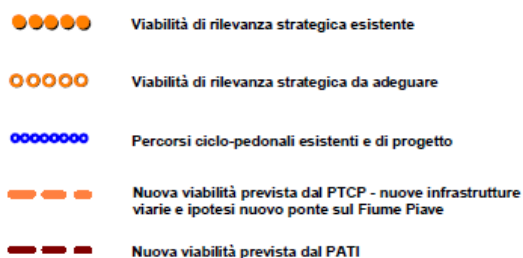 Viabilità di rilevanza strategica esistente
Viabilità di rilevanza strategica da adeguare
Percorsi ciclo-pedonali esistenti e di progetto
Nuova viabilità prevista dal PTCP - nuove infrastrutture
viarie e ipotesi nuovo ponte sul Fiume Piave
Nuova viabilità prevista dal PATI